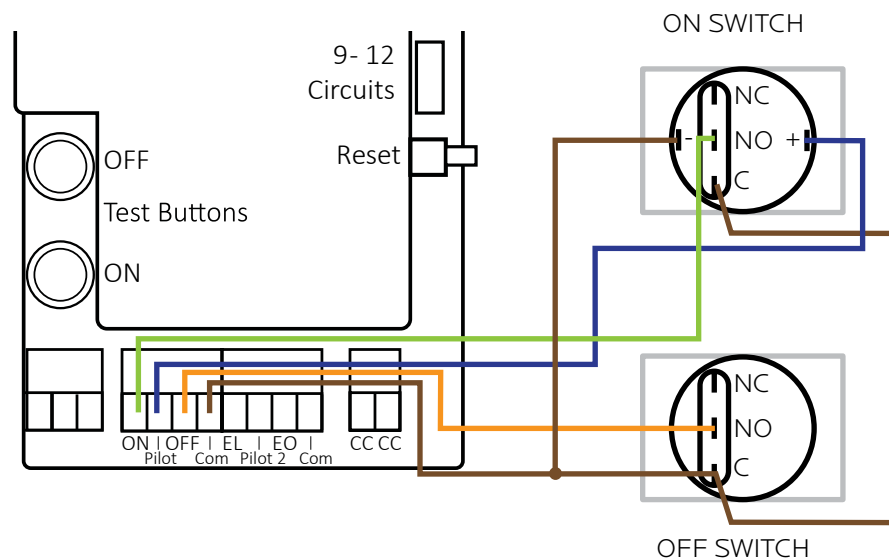 ON SWITCH
9- 12
Circuits
NC
OFF
Reset
- NO +
C
Test Buttons
ON
NC
NO
ON | OFF | EL | EO | CC CC
Pilot Com Pilot 2 Com
C
OFF SWITCH